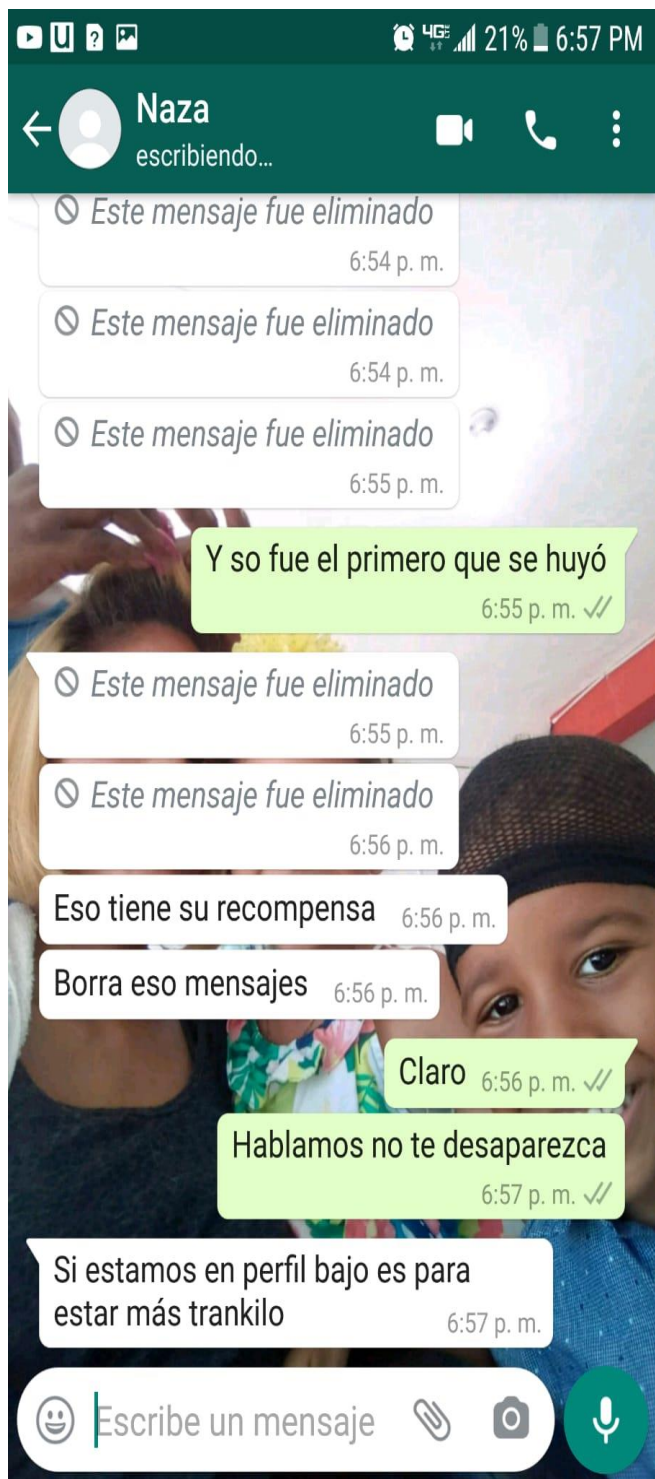 U ? 4GE 21% 6:57 PM
Naza
escribiendo...
Este mensaje fue eliminado
6:54 p. m.
Este mensaje fue eliminado
6:54 p. m.
Este mensaje fue eliminado
6:55 p. m.
Y so fue el primero que se huyó
6:55 p. m.
Este mensaje fue eliminado
6:55 p. m.
Este mensaje fue eliminado
6:56 p. m.
Eso tiene su recompensa 6:56 p. m.
Borra eso mensajes 6:56 p. m.
Claro 6:56 p. m.
Hablamos no te desaparezca
6:57 p. m.
Si estamos en perfil bajo es para
estar más trankilo
6:57 p. m.
Escribe un mensaje